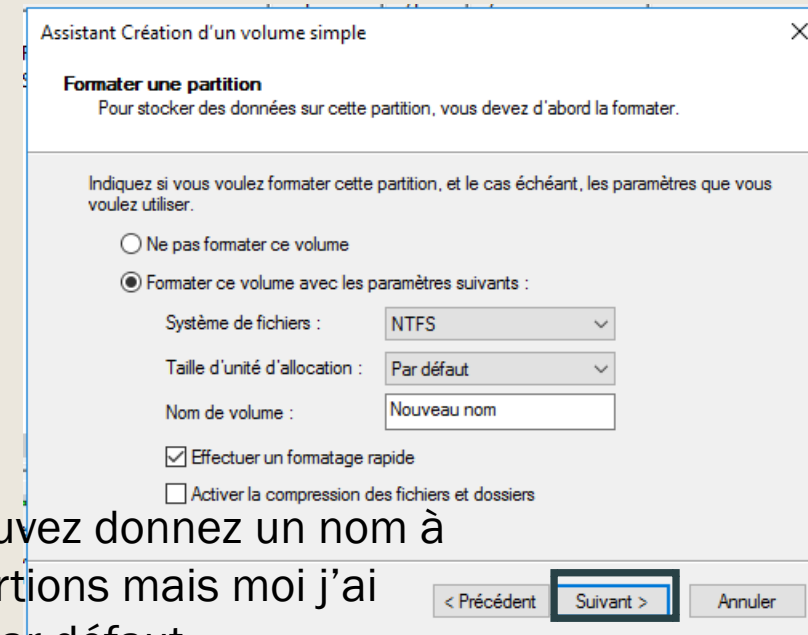 Assistant Création d'un volume simple
Formater une partition
Pour stocker des données sur cette partition, vous devez d'abord la formater.
Indiquez si vous voulez formater cette partition, et le cas échéant, les paramètres que vous
voulez utiliser.
Ne pas formater ce volume
Formater ce volume avec les paramètres suivants :
Système de fichiers : NTFS
Taille d'unité d'allocation : Par défaut
Nom de volume : Nouveau nom
Effectuer un formatage rapide
Activer la compression des fichiers et dossiers
uvez donnez un nom à
rtions mais moi j'ai
< Précédent Suivant > Annuler
défaut